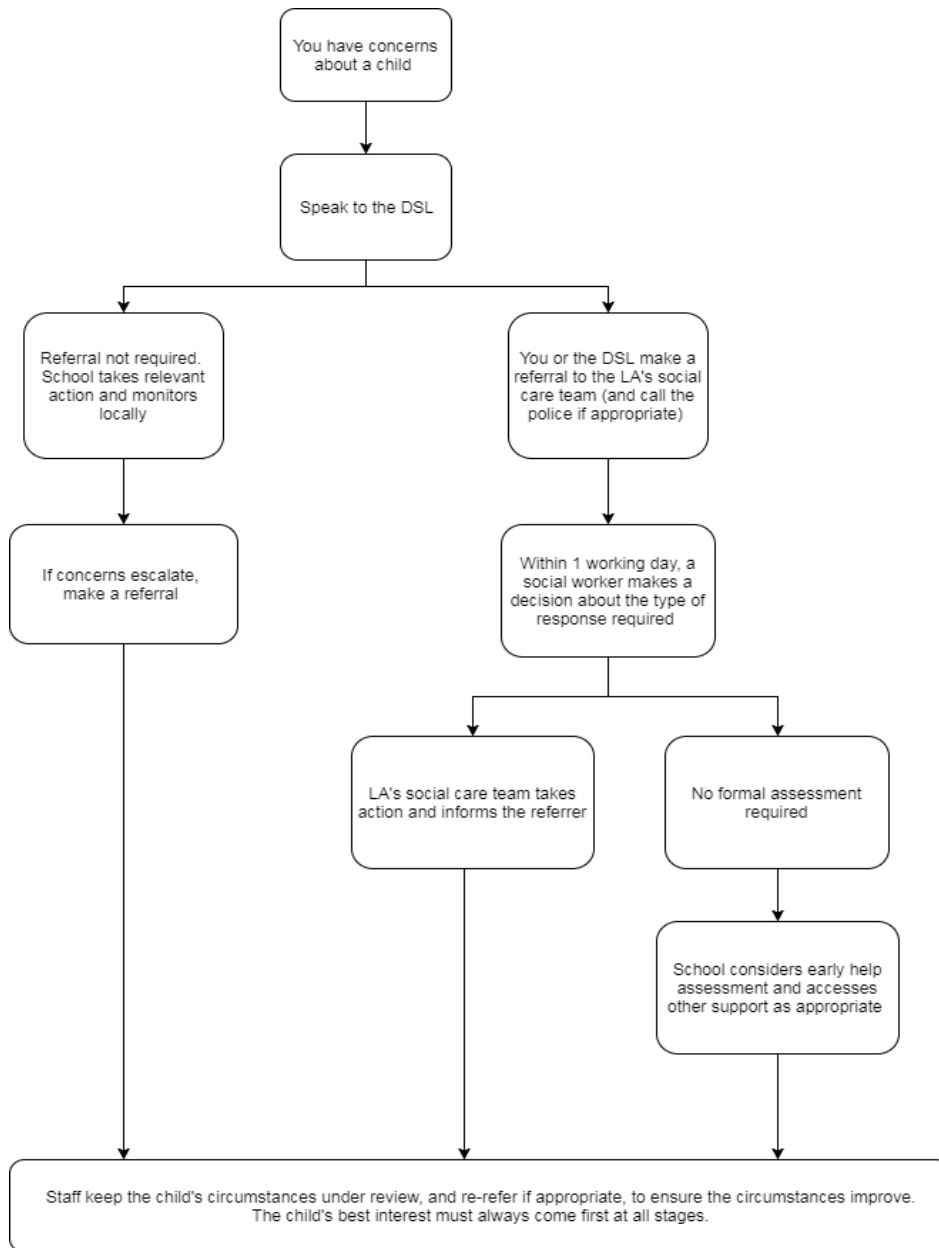 You have concerns
about a child
Speak to the DSL
Referral not required.
School takes relevant
action and monitors
locally
You or the DSL make a
referral to the LA's social
care team (and call the
police if appropriate)
If concerns escalate,
make a referral
Within 1 working day, a
social worker makes a
decision about the type of
response required
LA's social care team takes
action and informs the referrer
No formal assessment
required
School considers early help
assessment and accesses
other support as appropriate
Staff keep the child's circumstances under review, and re-refer if appropriate, to ensure the circumstances improve.
The child's best interest must always come first at all stages.